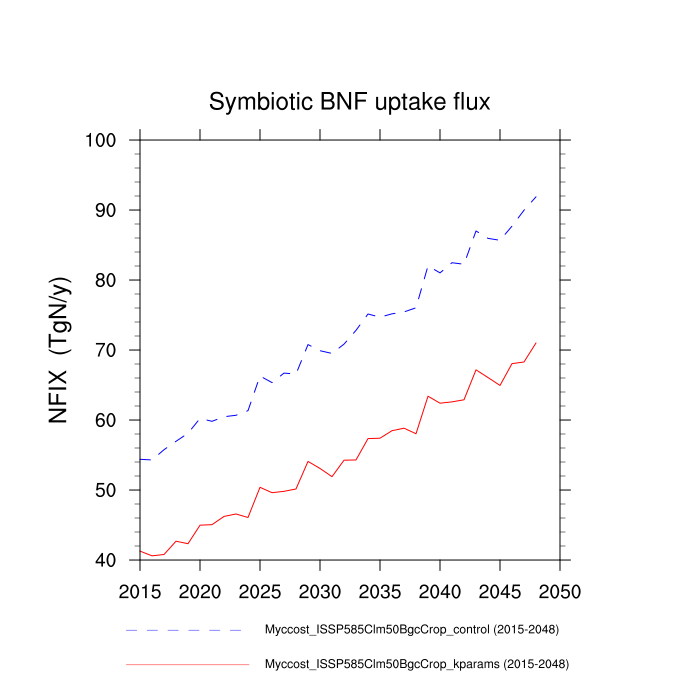 Symbiotic BNF uptake flux
NFIX (TgN/y)
100
90
80
70
60
50
40
2015 2020 2025 2030 2035 2040 2045 2050
Myccost_ISSP585Clm50BgcCrop_control (2015-2048)
Myccost_ISSP585Clm50BgcCrop_kparams (2015-2048)